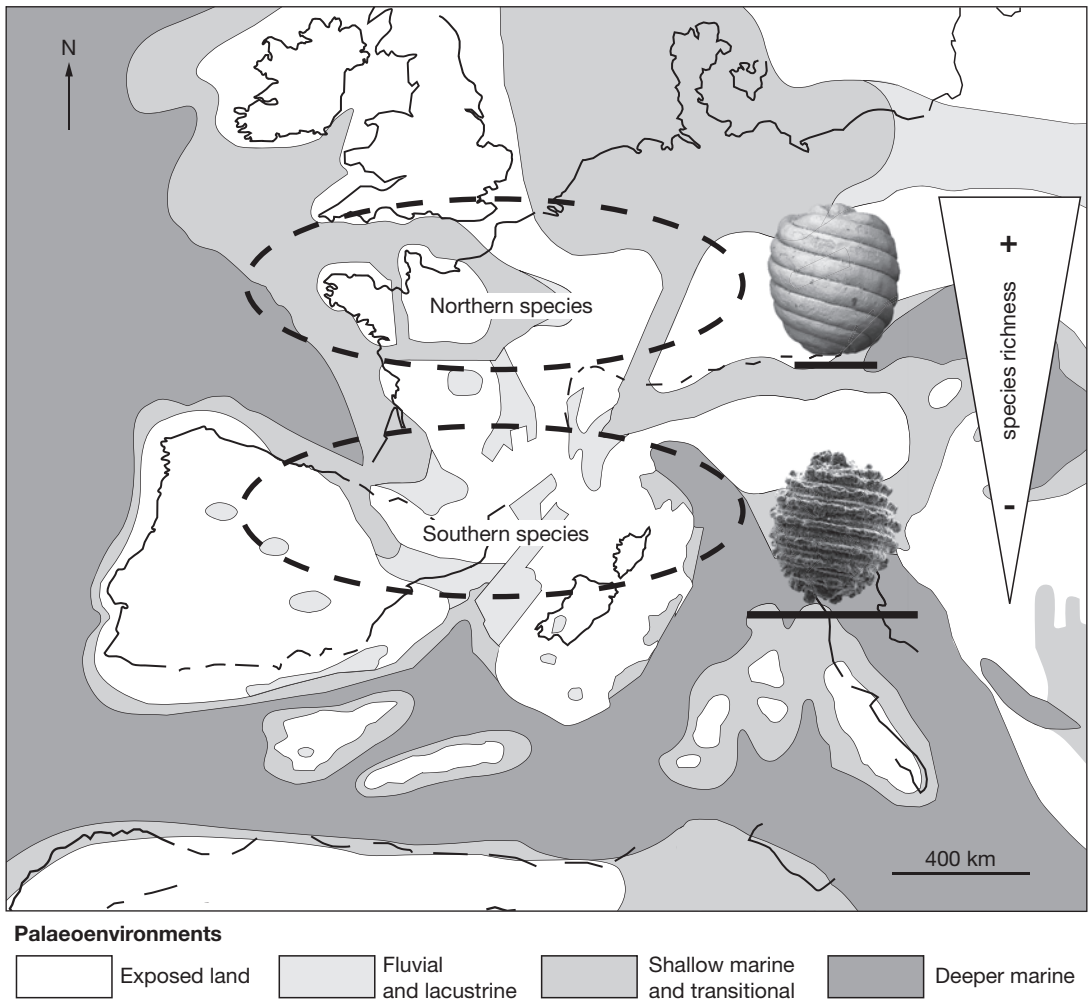 N
Northern species
+
species richness
-
Southern species
400 km
Palaeoenvironments
Exposed land
Fluvial
and lacustrine
Shallow marine
and transitional
Deeper marine